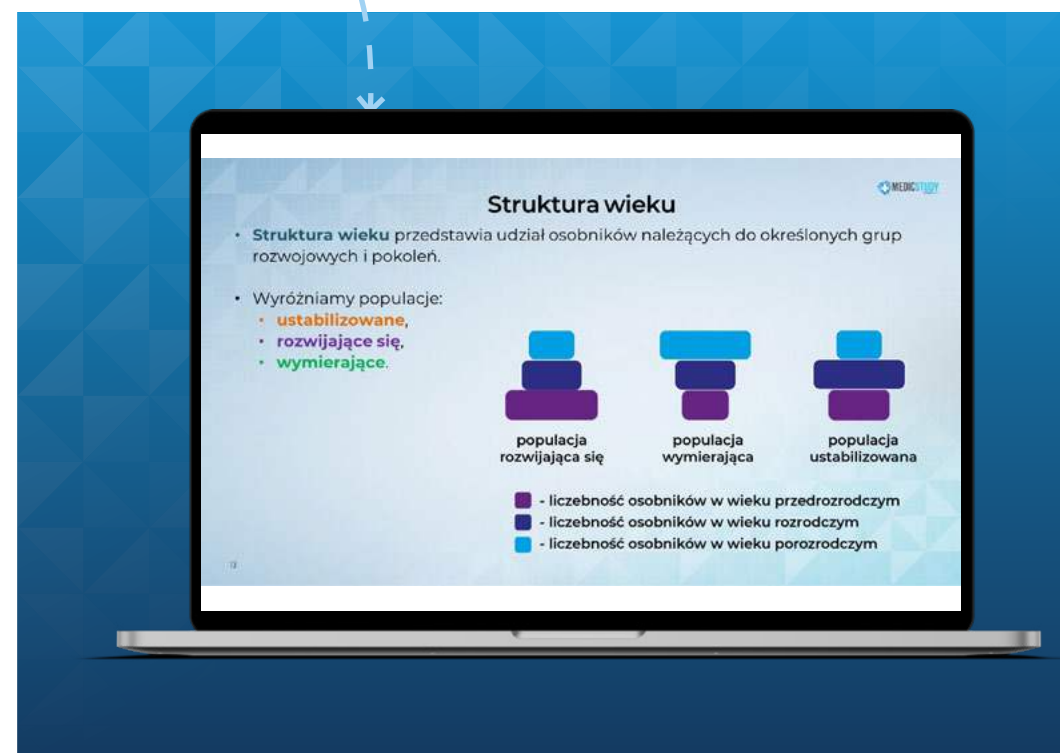 MEDICSTUDY
Struktura wieku
• Struktura wieku przedstawia udział osobników należących do określonych grup
rozwojowych i pokoleń.
• Wyróżniamy populacje:
• ustabilizowane,
• rozwijające się,
• wymierające.
populacja
rozwijająca się
populacja
wymierająca
populacja
ustabilizowana
- liczebność osobników w wieku przedrozrodczym
- liczebność osobników w wieku rozrodczym
- liczebność osobników w wieku porozrodczym